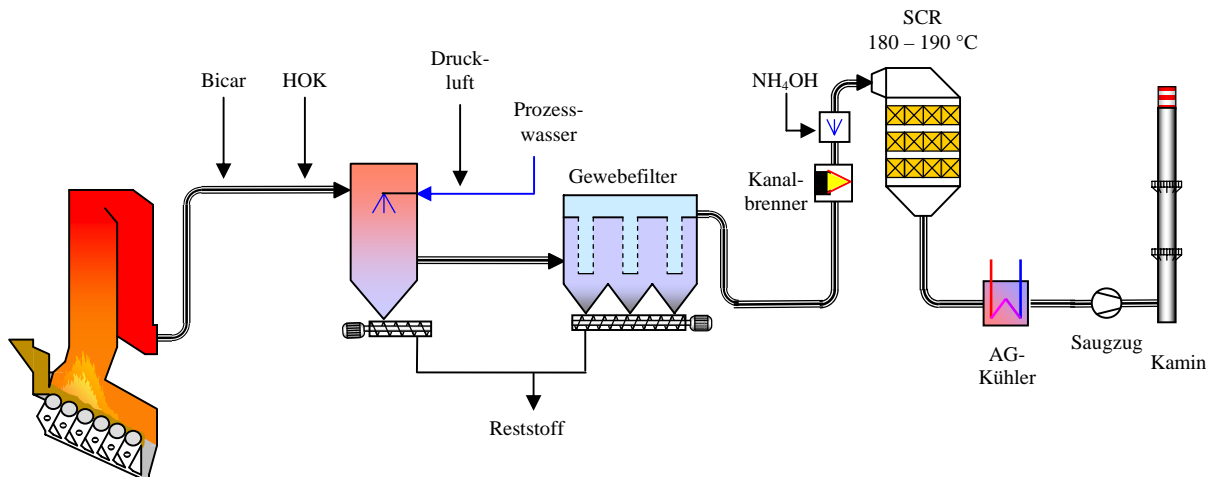 SCR
180 – 190 °C
Druck-
luft
Bicar
HOK
NH₄OH
Prozess-
wasser
Gewebefilter
Kanal-
brenner
Saugzug
AG-
Kühler
Kamin
Reststoff